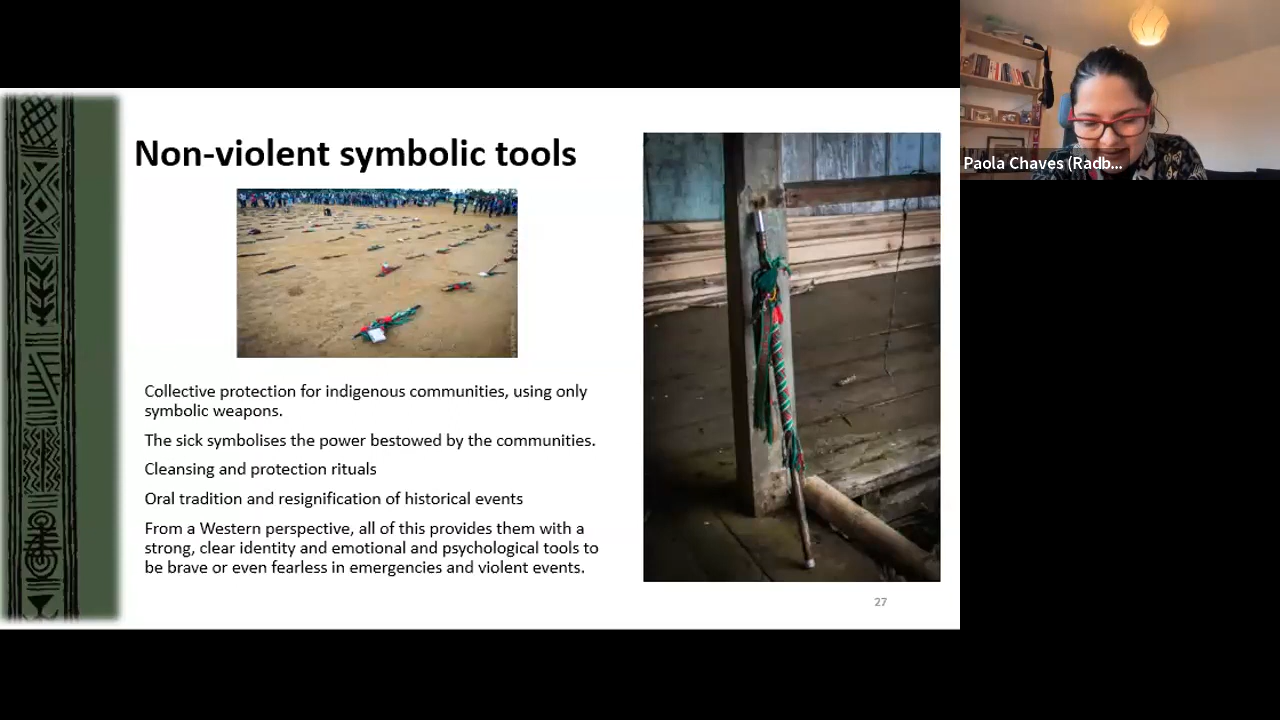 Non-violent symbolic tools
Collective protection for indigenous communities, using only
symbolic weapons.
The sick symbolises the power bestowed by the communities.
Cleansing and protection rituals
Oral tradition and resignification of historical events
From a Western perspective, all of this provides them with a
strong, clear identity and emotional and psychological tools to
be brave or even fearless in emergencies and violent events.
27
Paola Chaves (Radb...